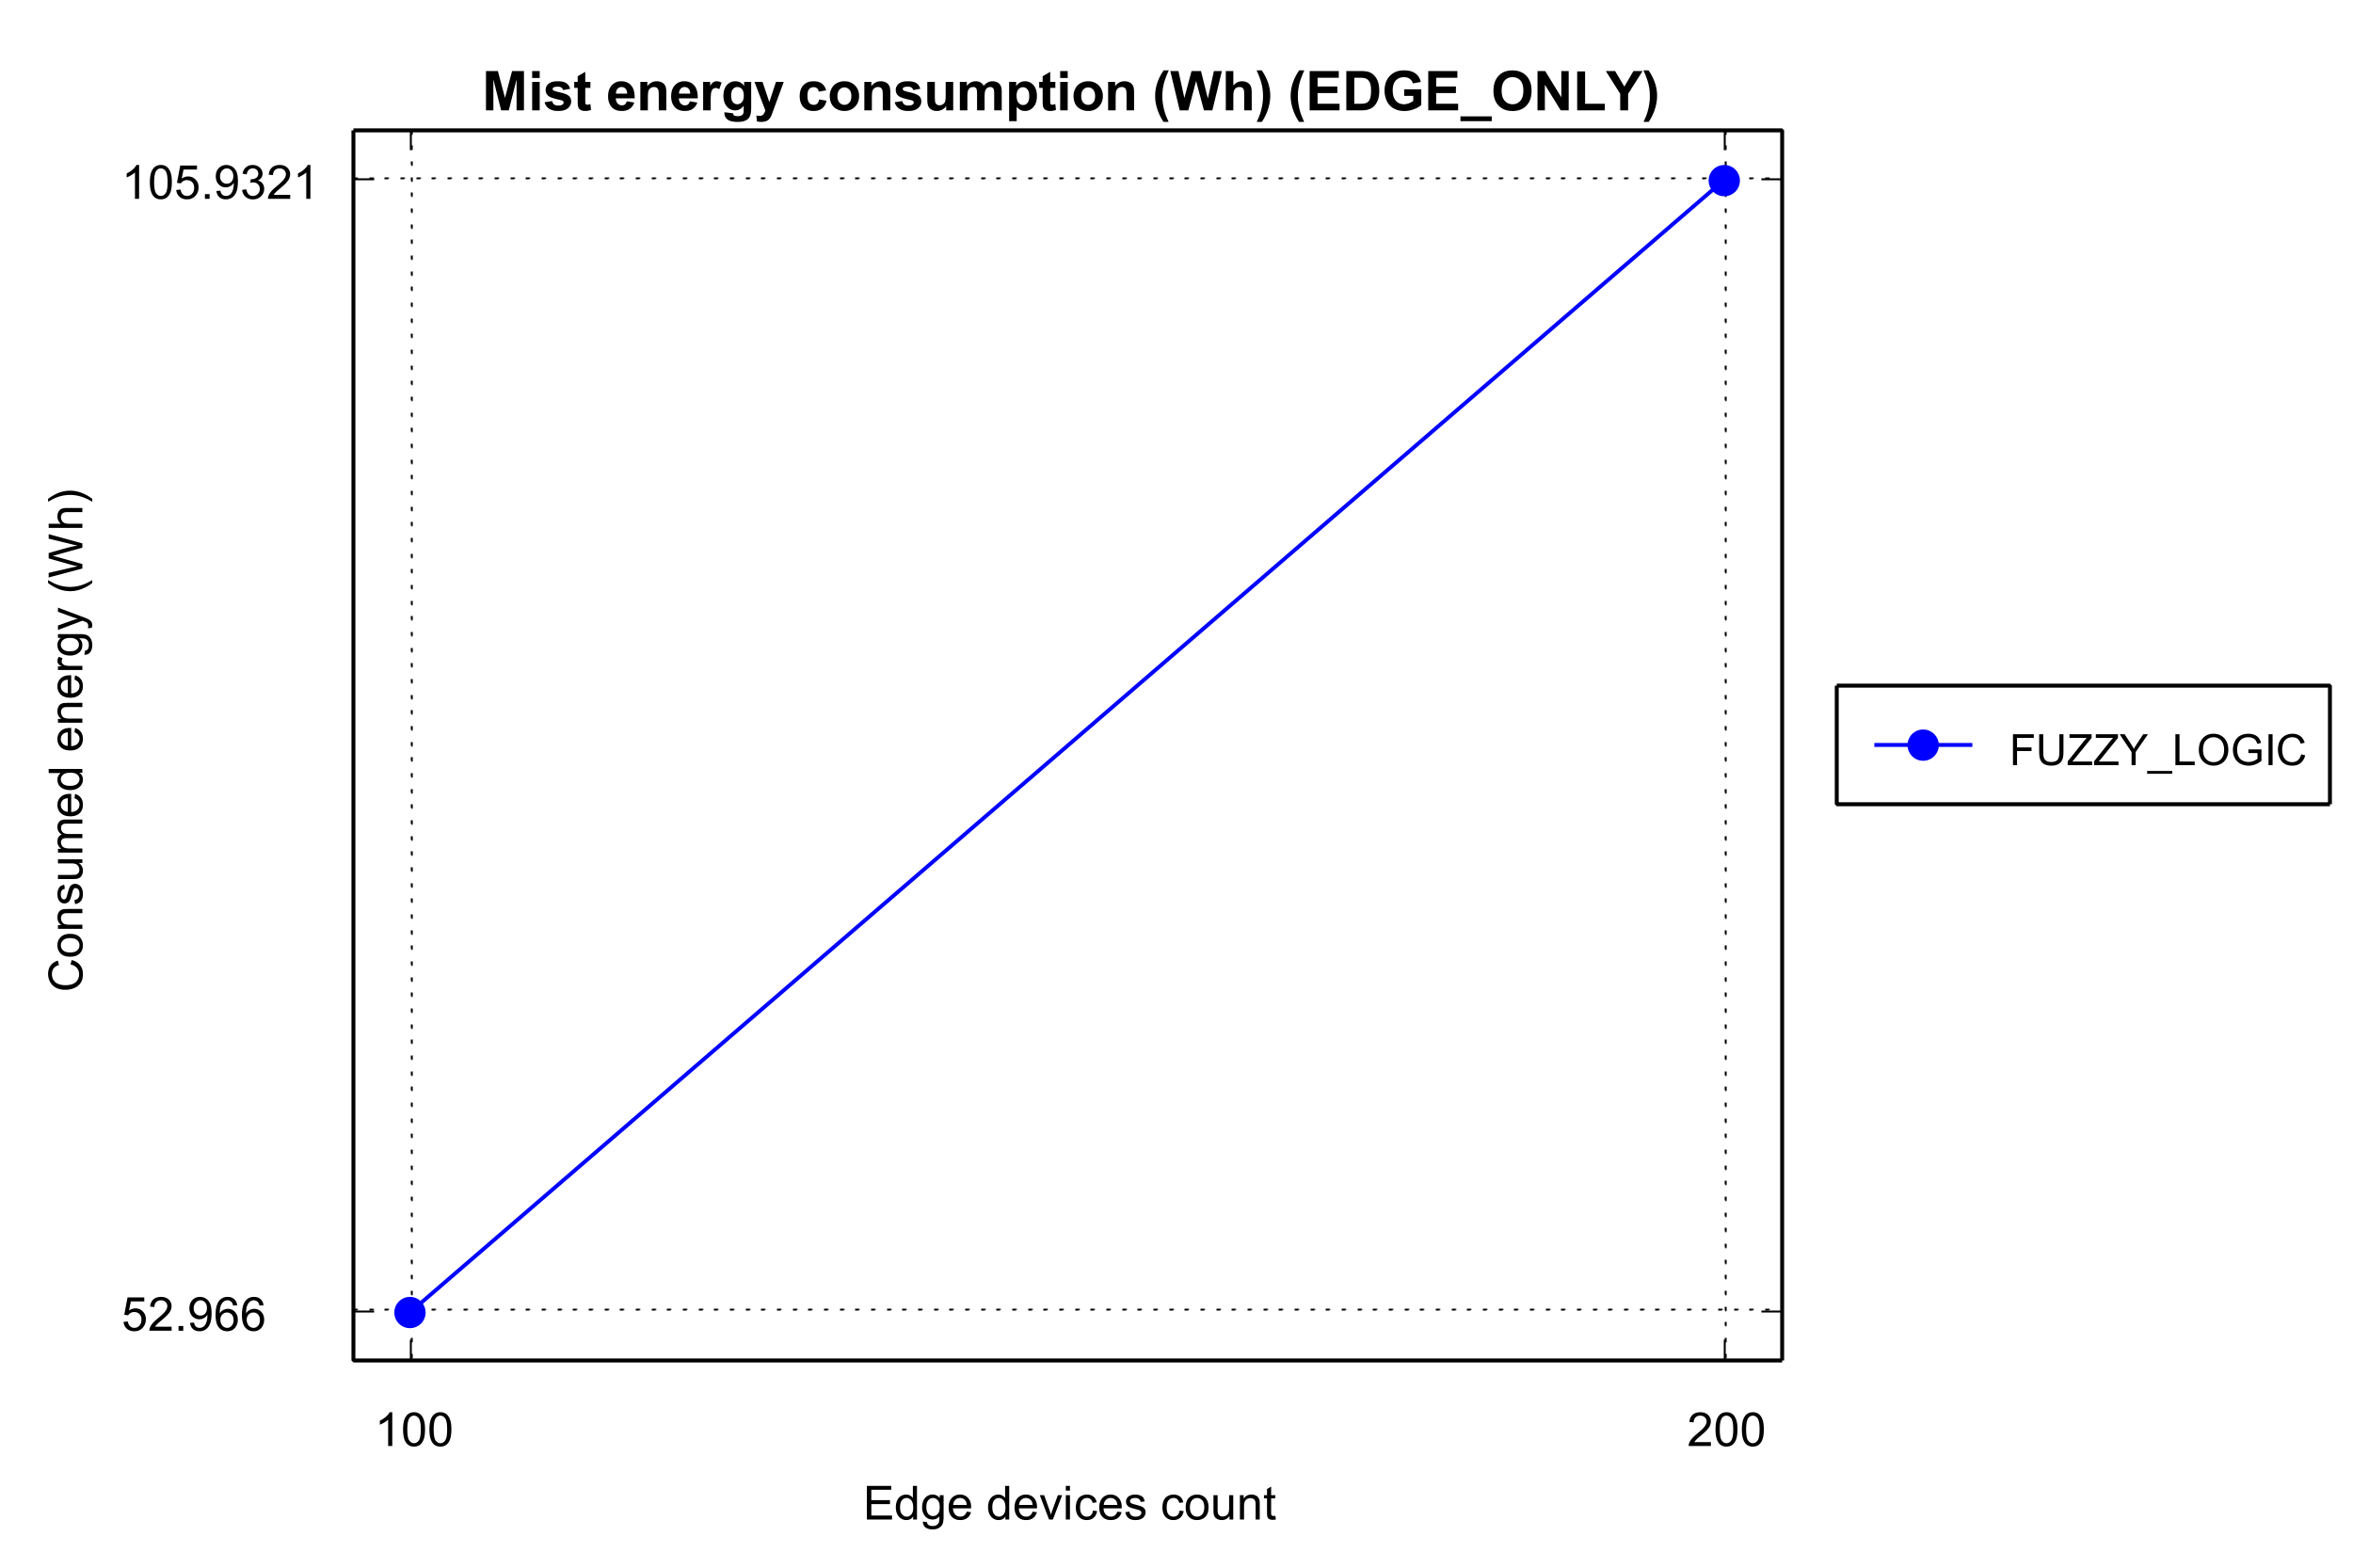 Mist energy consumption (Wh) (EDGE_ONLY)
105.9321
Consumed energy (Wh)
FUZZY_LOGIC
52.966
100
200
Edge devices count